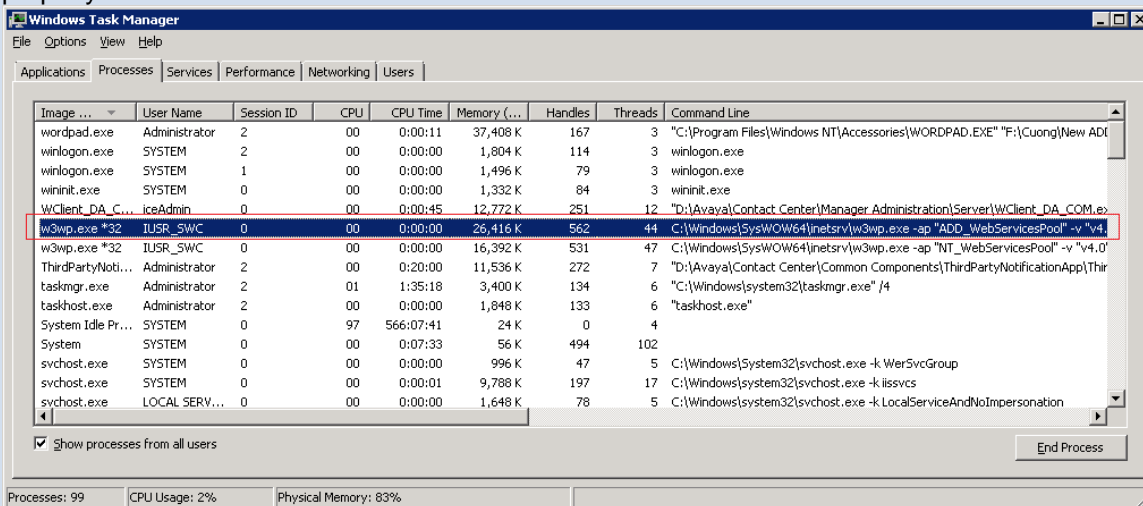 Windows Task Manager
File Options View Help
Applications Processes Services Performance Networking Users
Image ... User Name Session ID CPU CPU Time Memory (... Handles Threads Command Line
wordpad.exe Administrator 2 00 0:00:11 37,408 K 167 3 "C:\Program Files\Windows NT\Accessories\WORDPAD.EXE" "F:\Cuong\New ADD
winlogon.exe SYSTEM 2 00 0:00:00 1,804 K 114 3 winlogon.exe
winlogon.exe SYSTEM 1 00 0:00:00 1,496 K 79 3 winlogon.exe
wininit.exe SYSTEM 0 00 0:00:00 1,332 K 84 3 wininit.exe
WClient_DA_C... iceAdmin 0 00 0:00:45 12,772 K 251 12 "D:\Avaya\Contact Center\Manager Administration\Server\WClient_DA_COM.ex
w3wp.exe *32 IUSR_SWC 0 00 0:00:00 26,416 K 562 44 C:\Windows\SysWOW64\inetsrv\w3wp.exe -ap "ADD_WebServicesPool" -v "v4.
w3wp.exe *32 IUSR_SWC 0 00 0:00:00 16,392 K 531 47 C:\Windows\SysWOW64\inetsrv\w3wp.exe -ap "NT_WebServicesPool" -v "v4.0"
ThirdPartyNoti... Administrator 2 00 0:20:00 11,536 K 272 7 "D:\Avaya\Contact Center\Common Components\ThirdPartyNotificationApp\Thir
taskmgr.exe Administrator 2 01 1:35:18 3,400 K 134 6 "C:\Windows\system32\taskmgr.exe" /4
taskhost.exe Administrator 2 00 0:00:00 1,848 K 133 6 "taskhost.exe"
System Idle Pr... SYSTEM 0 97 566:07:41 24 K 0 4
System SYSTEM 0 00 0:07:33 56 K 494 102
svchost.exe SYSTEM 0 00 0:00:00 996 K 47 5 C:\Windows\System32\svchost.exe -k WerSvcGroup
svchost.exe SYSTEM 0 00 0:00:01 9,788 K 197 17 C:\Windows\system32\svchost.exe -k iissvcs
svchost.exe LOCAL SERV... 0 00 0:00:00 1,648 K 78 5 C:\Windows\system32\svchost.exe -k LocalServiceAndNoImpersonation
Show processes from all users
End Process
Processes: 99 CPU Usage: 2% Physical Memory: 83%